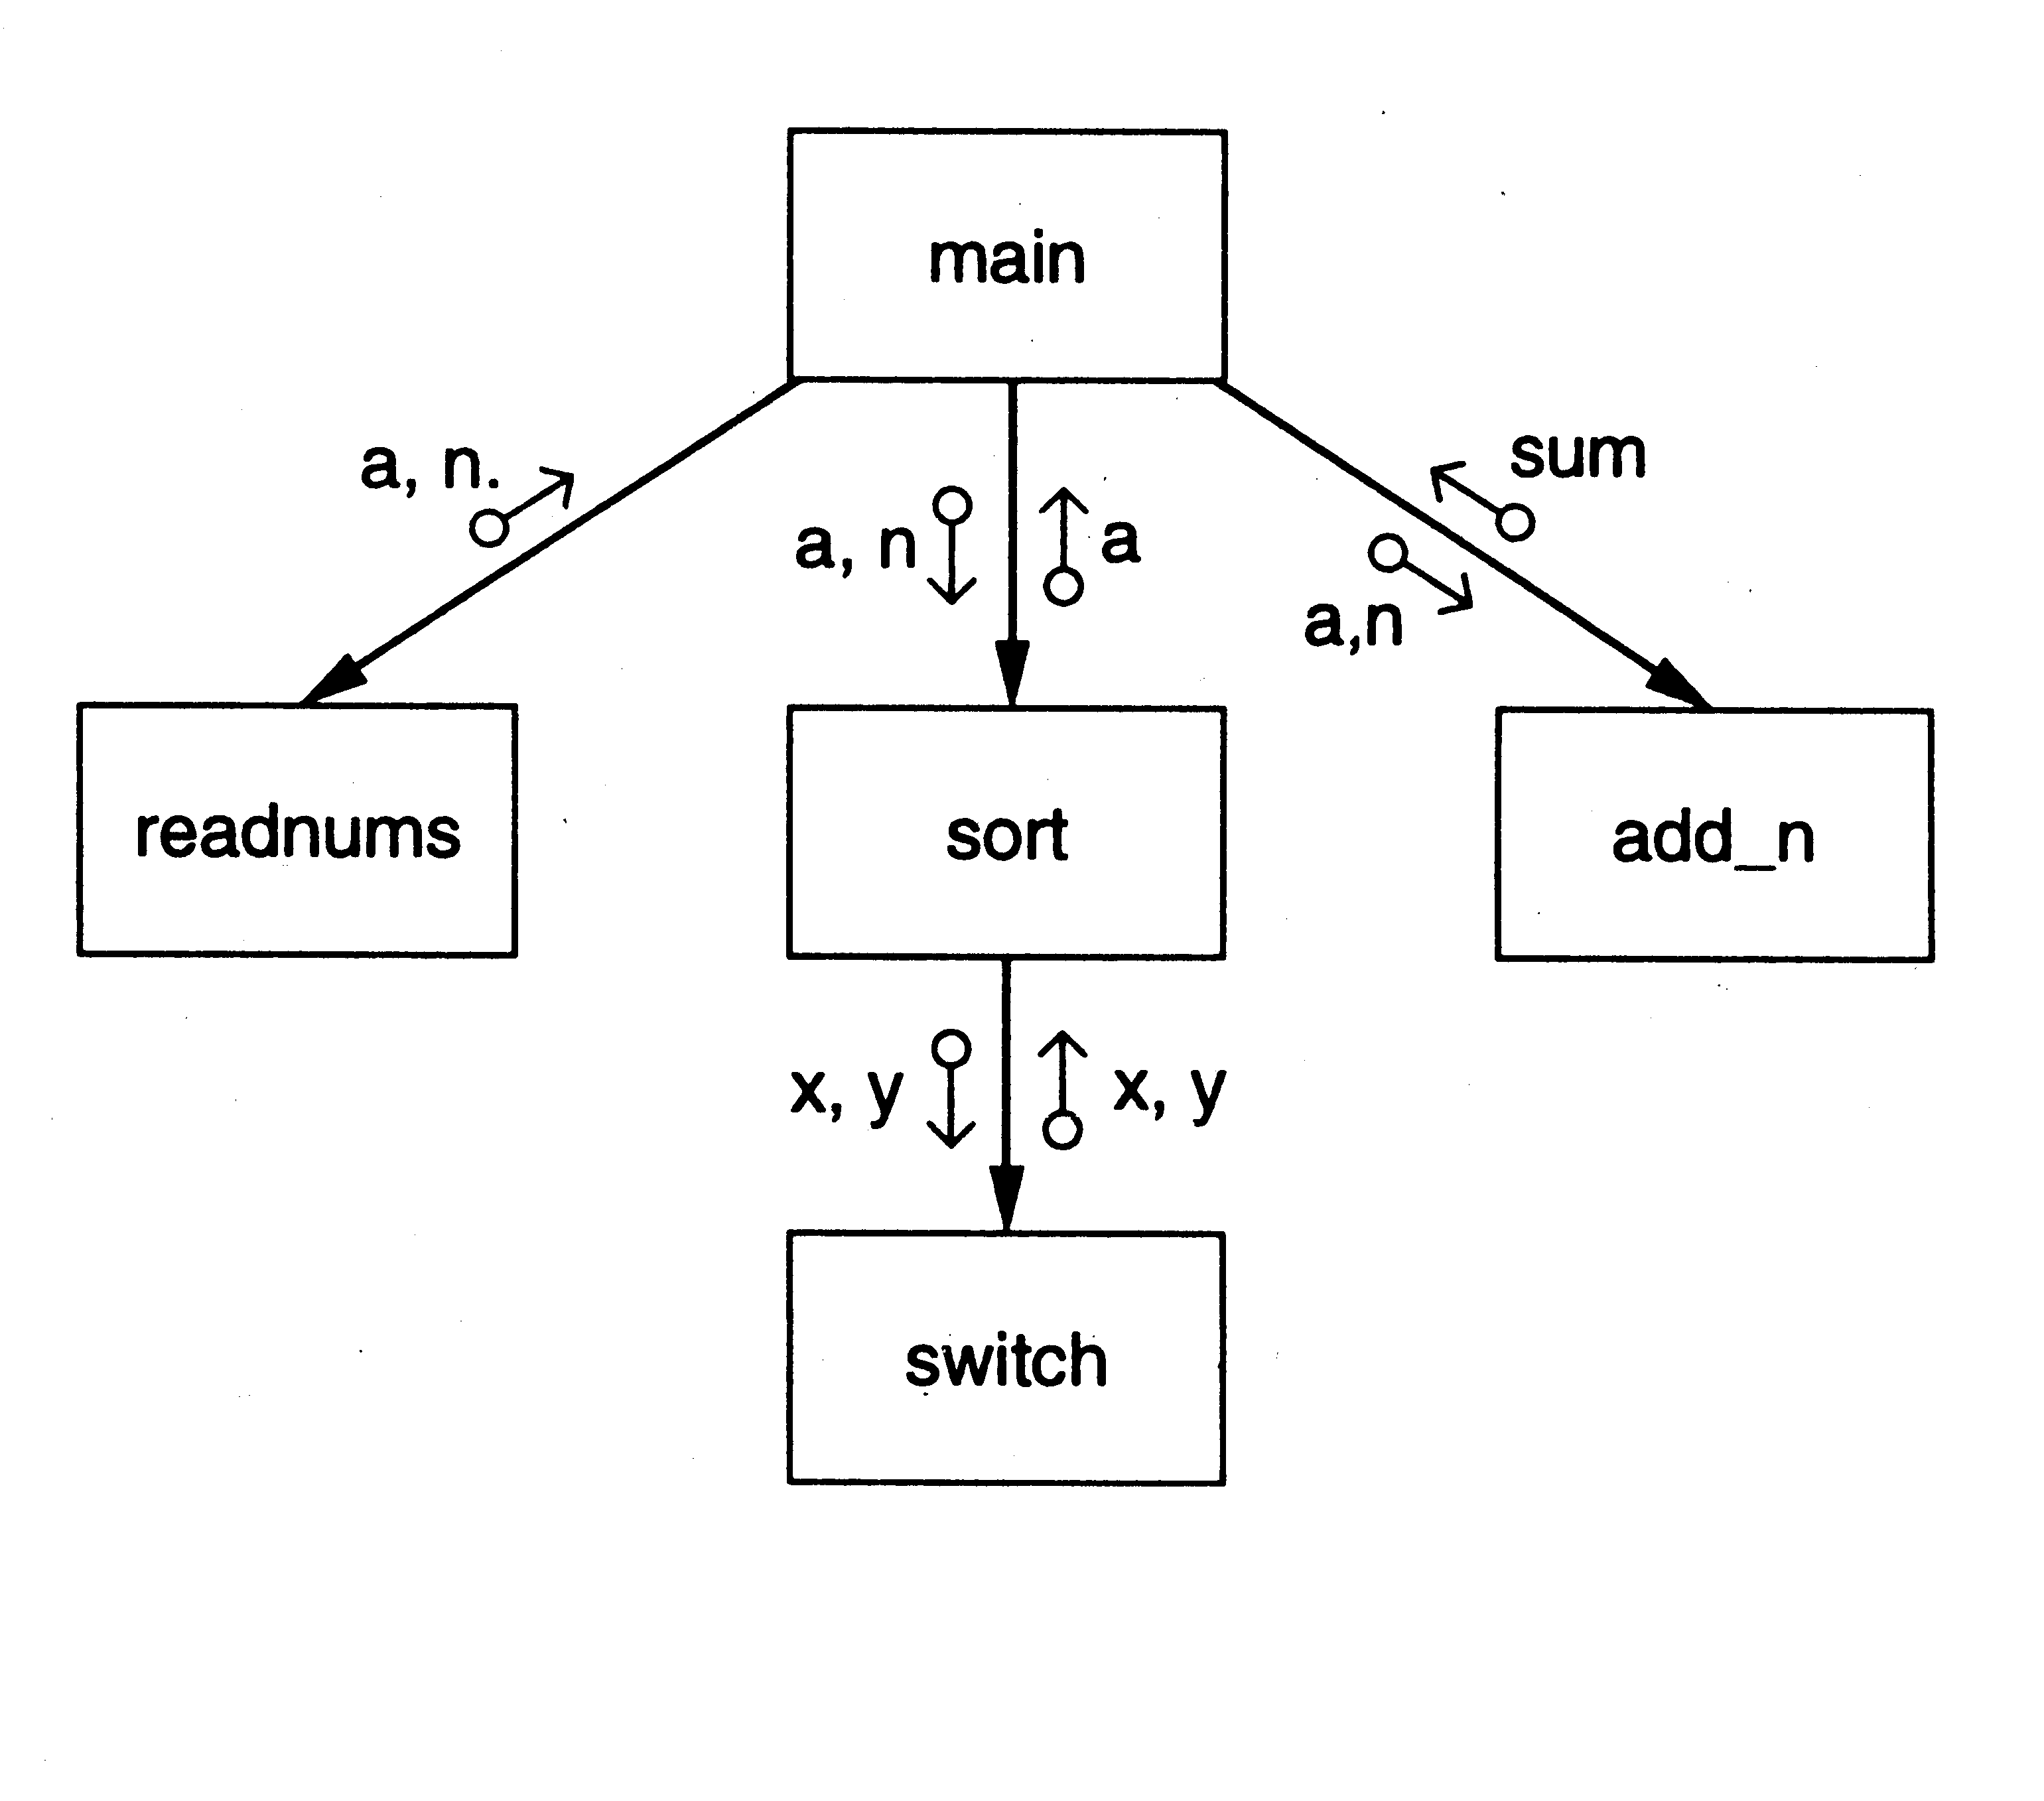 main
a, n.
sum
a, n
a
a,n
readnums
sort
add_n
x, y
x, y
switch